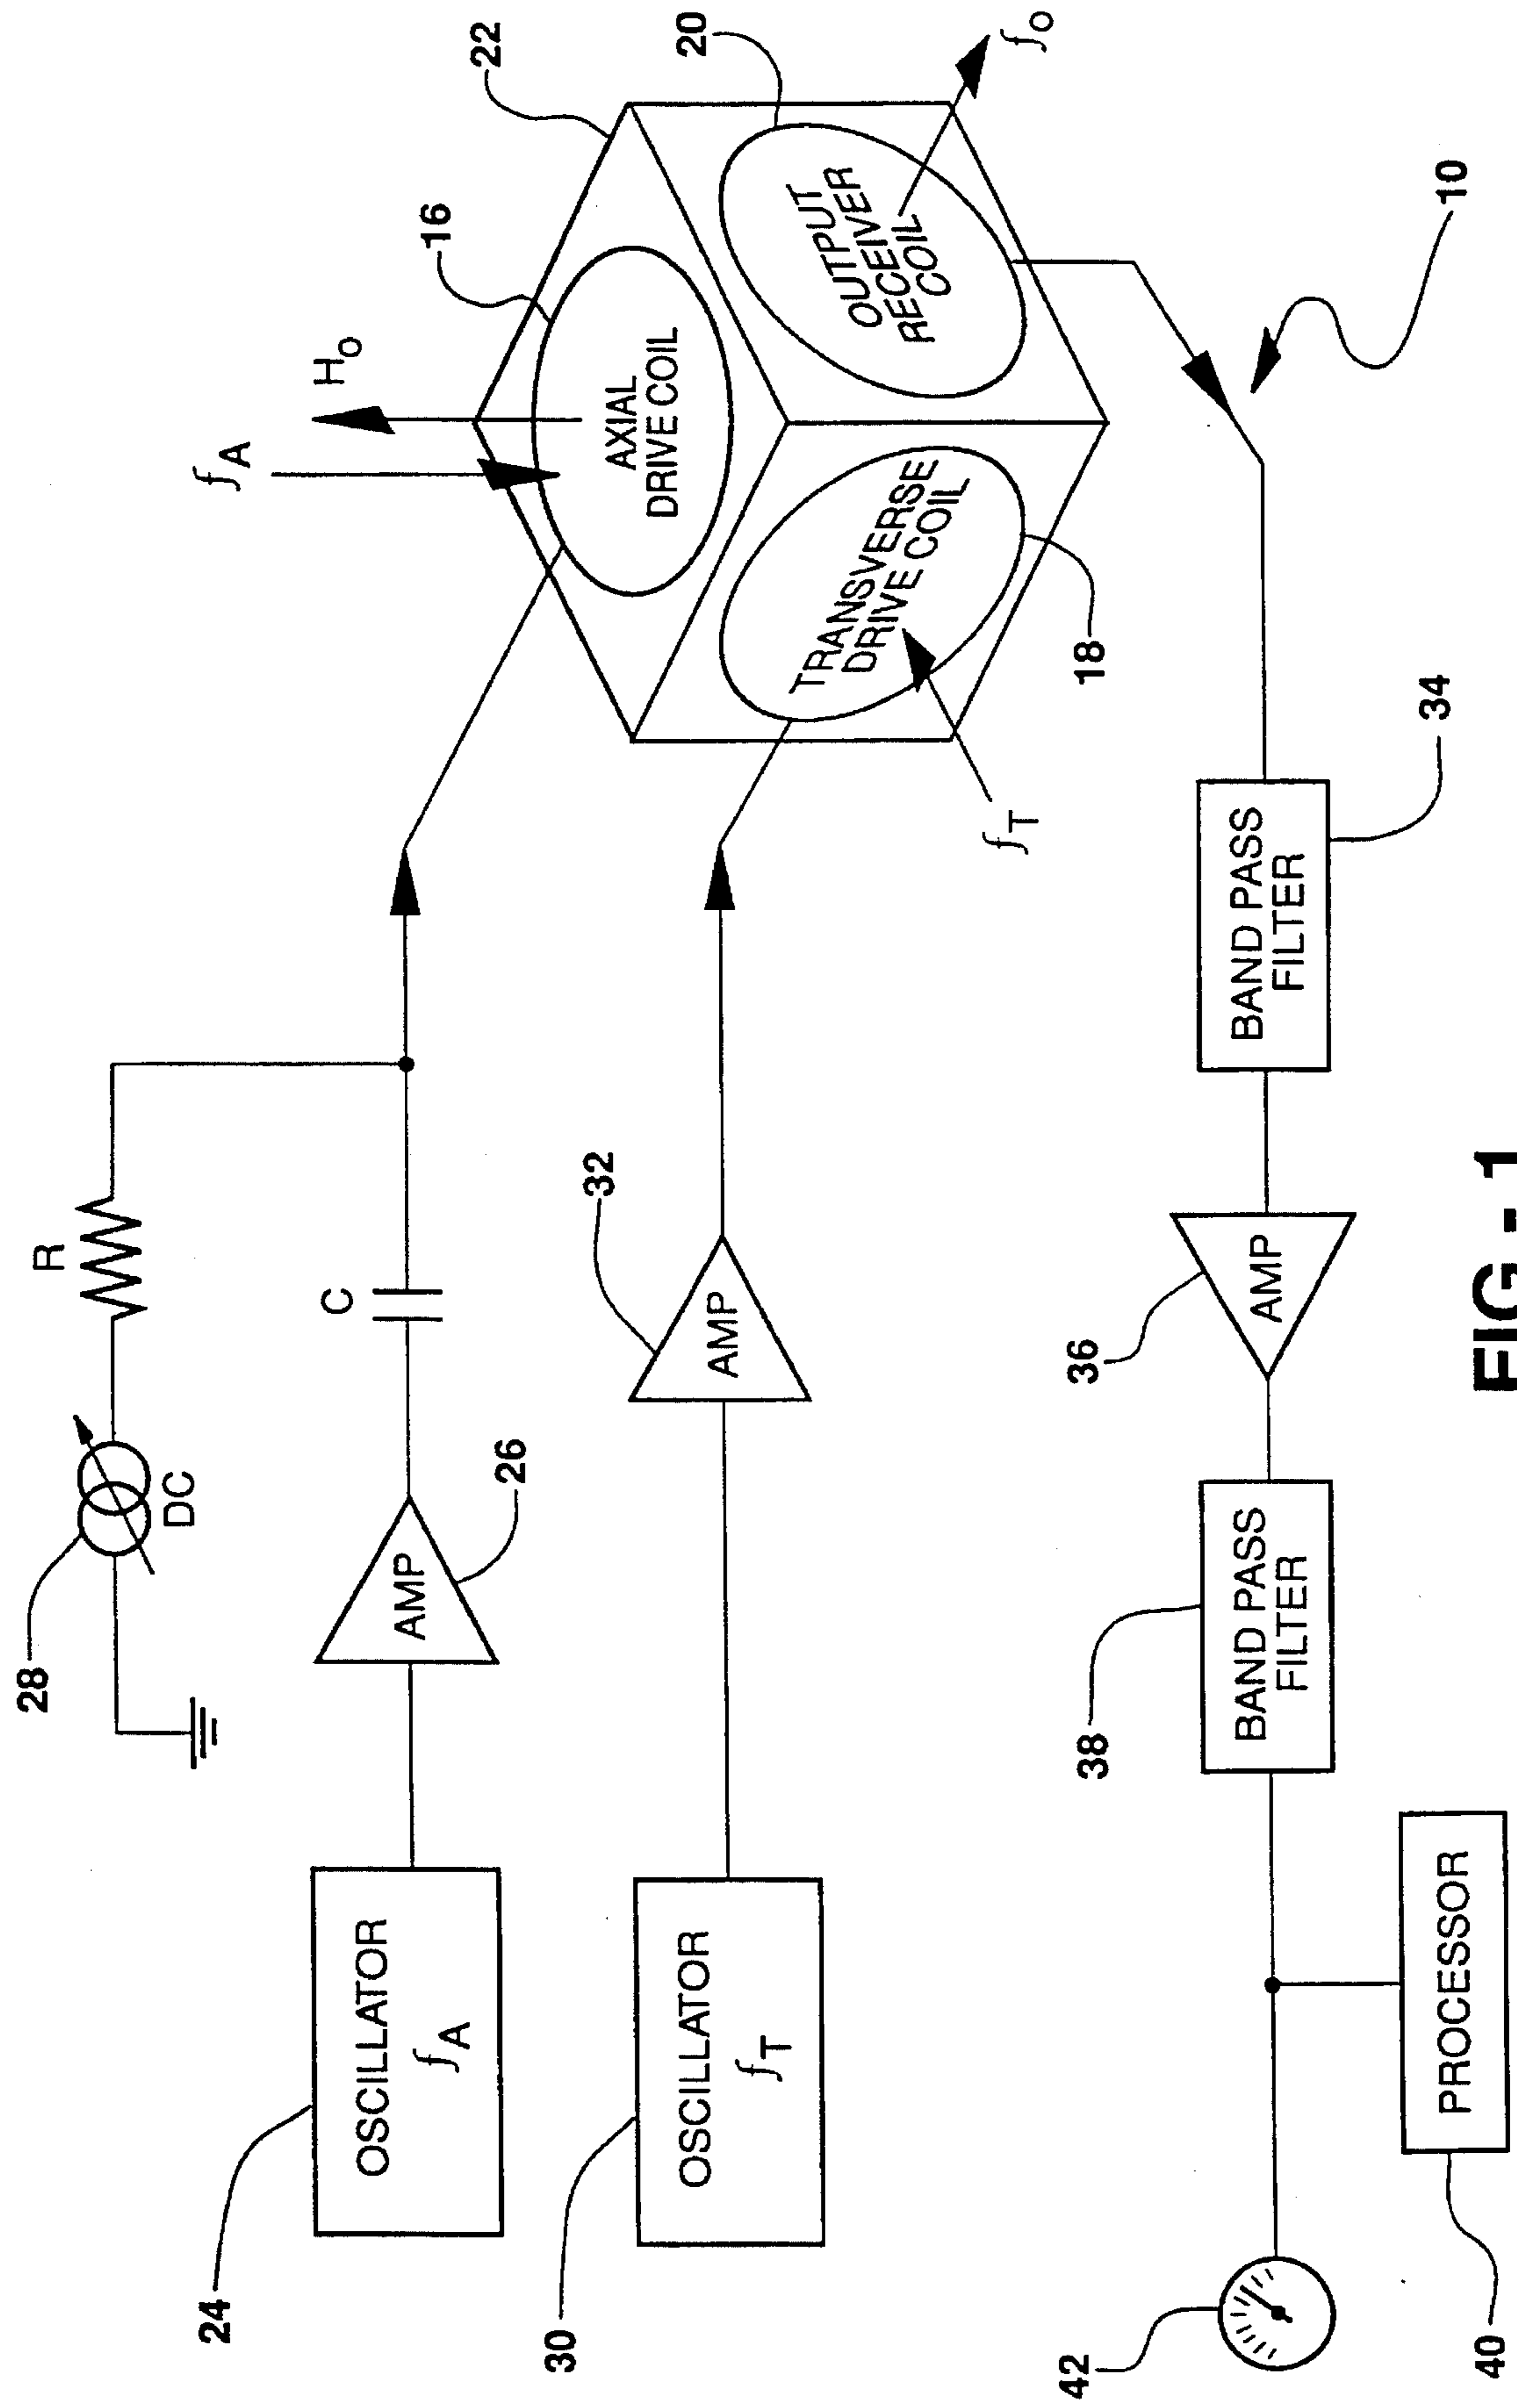 28
DC
R
24
OSCILLATOR
fA
AMP
26
C
fA
HO
16
22
AXIAL
DRIVE COIL
30
OSCILLATOR
fT
AMP
32
TRANSVERSE
DRIVE COIL
18
fT
OUTPUT
RECEIVER
COIL
20
fO
10
42
40
PROCESSOR
38
BAND PASS
FILTER
36
AMP
BAND PASS
FILTER
34
FIG - 1